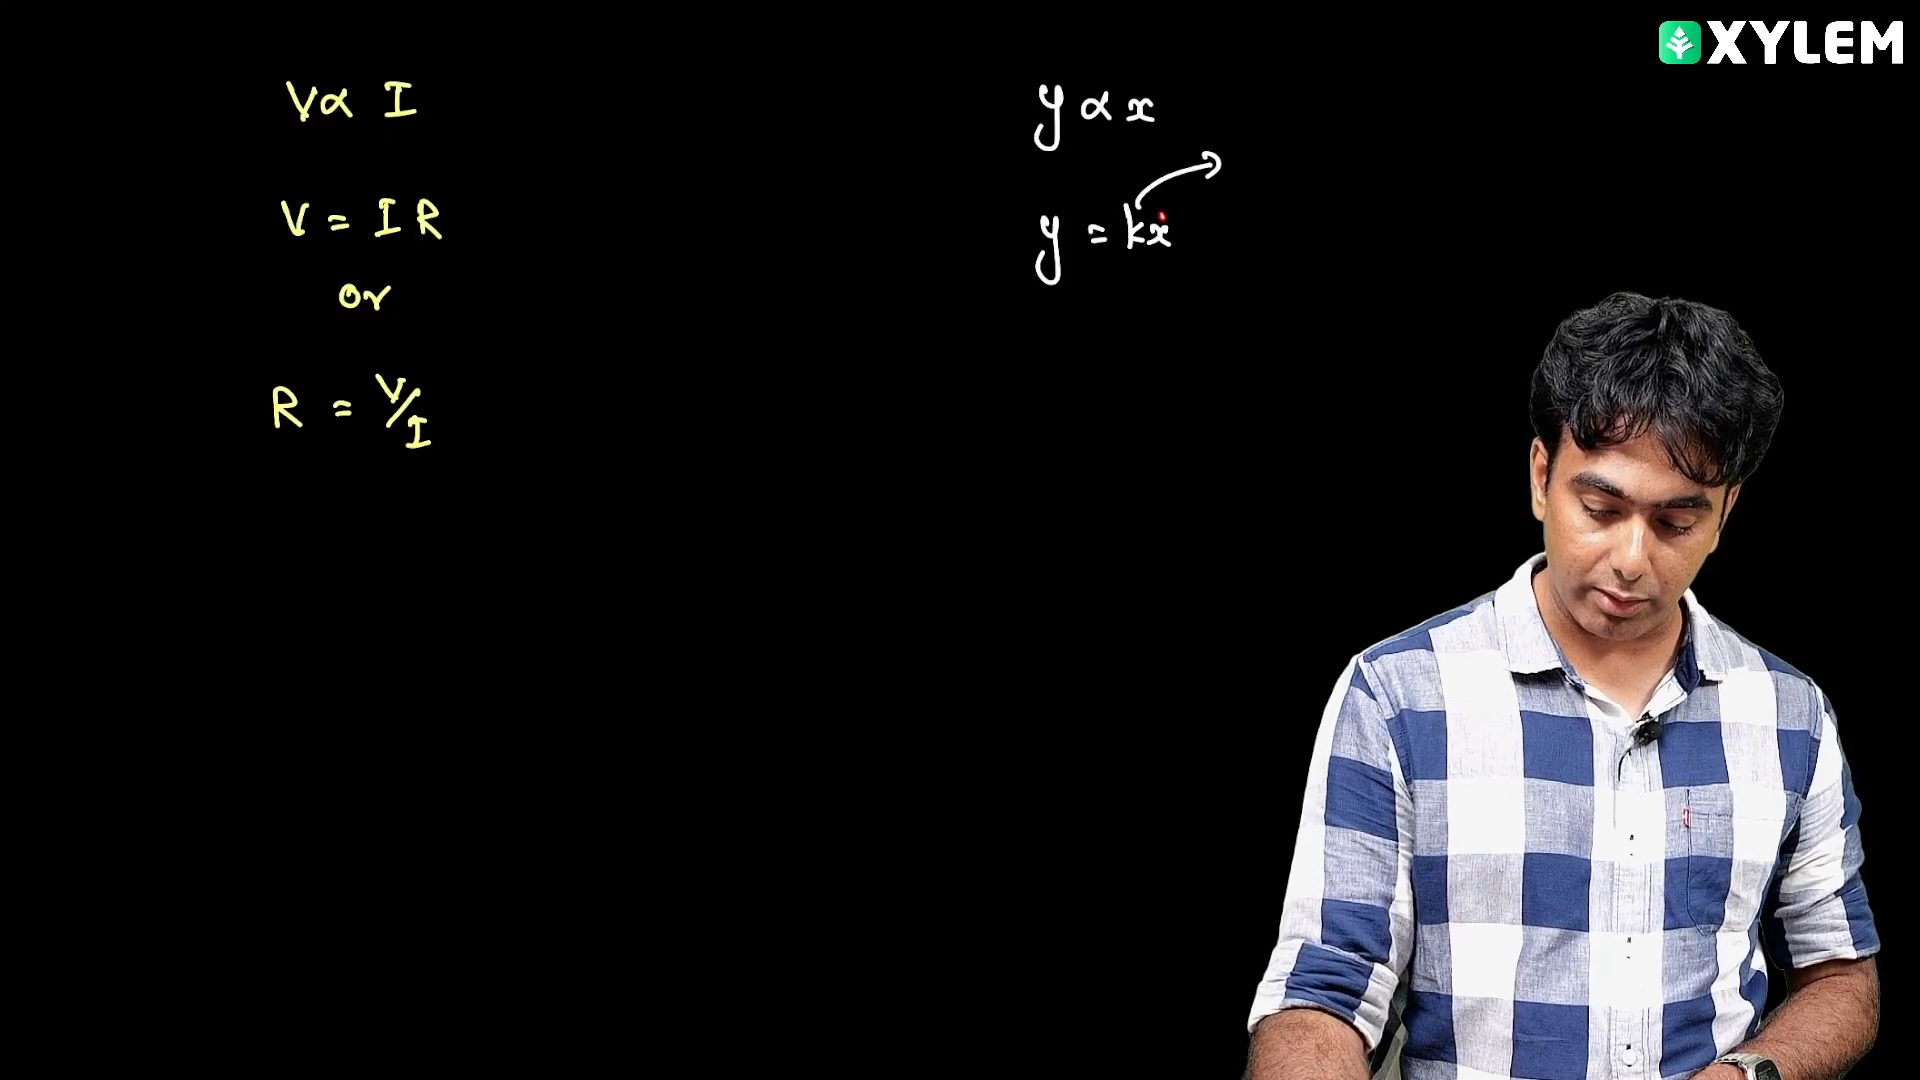 XYLEM
V ∝ I
V = I R
or
R = V/I
y ∝ x
y = kx